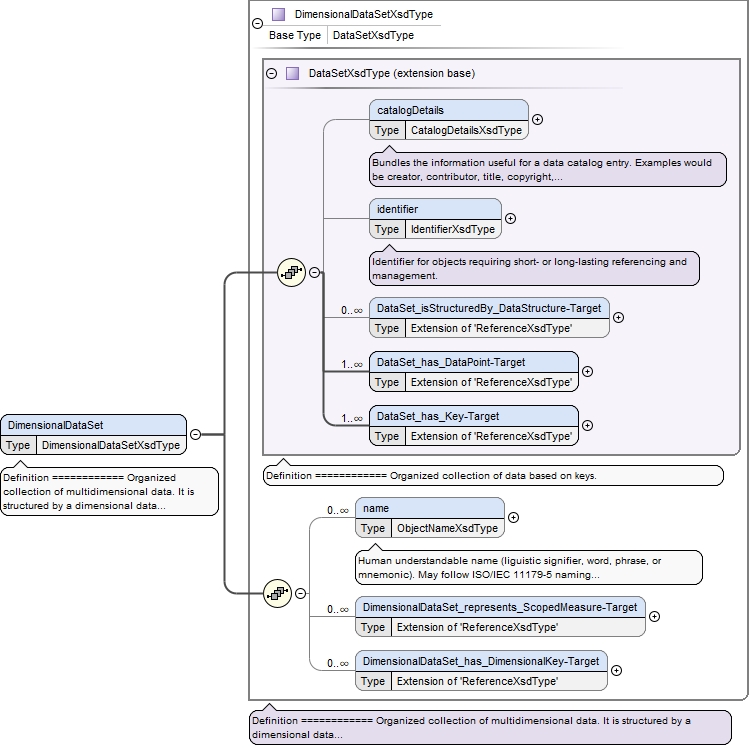 DimensionalDataSetXsdType
Base Type DataSetXsdType
DataSetXsdType (extension base)
catalogDetails
Type CatalogDetailsXsdType
Bundles the information useful for a data catalog entry. Examples would
be creator, contributor, title, copyright,...
identifier
Type IdentifierXsdType
Identifier for objects requiring short- or long-lasting referencing and
management.
0..∞ DataSet_isStructuredBy_DataStructure-Target
Type Extension of 'ReferenceXsdType'
1..∞ DataSet_has_DataPoint-Target
Type Extension of 'ReferenceXsdType'
1..∞ DataSet_has_Key-Target
Type Extension of 'ReferenceXsdType'
DimensionalDataSet
Type DimensionalDataSetXsdType
Definition ============ Organized
collection of multidimensional data. It is
structured by a dimensional data...
Definition ============ Organized collection of data based on keys.
0..∞ name
Type ObjectNameXsdType
Human understandable name (liguistic signifier, word, phrase, or
mnemonic). May follow ISO/IEC 11179-5 naming...
0..∞ DimensionalDataSet_represents_ScopedMeasure-Target
Type Extension of 'ReferenceXsdType'
0..∞ DimensionalDataSet_has_DimensionalKey-Target
Type Extension of 'ReferenceXsdType'
Definition ============ Organized collection of multidimensional data. It is structured by a
dimensional data...